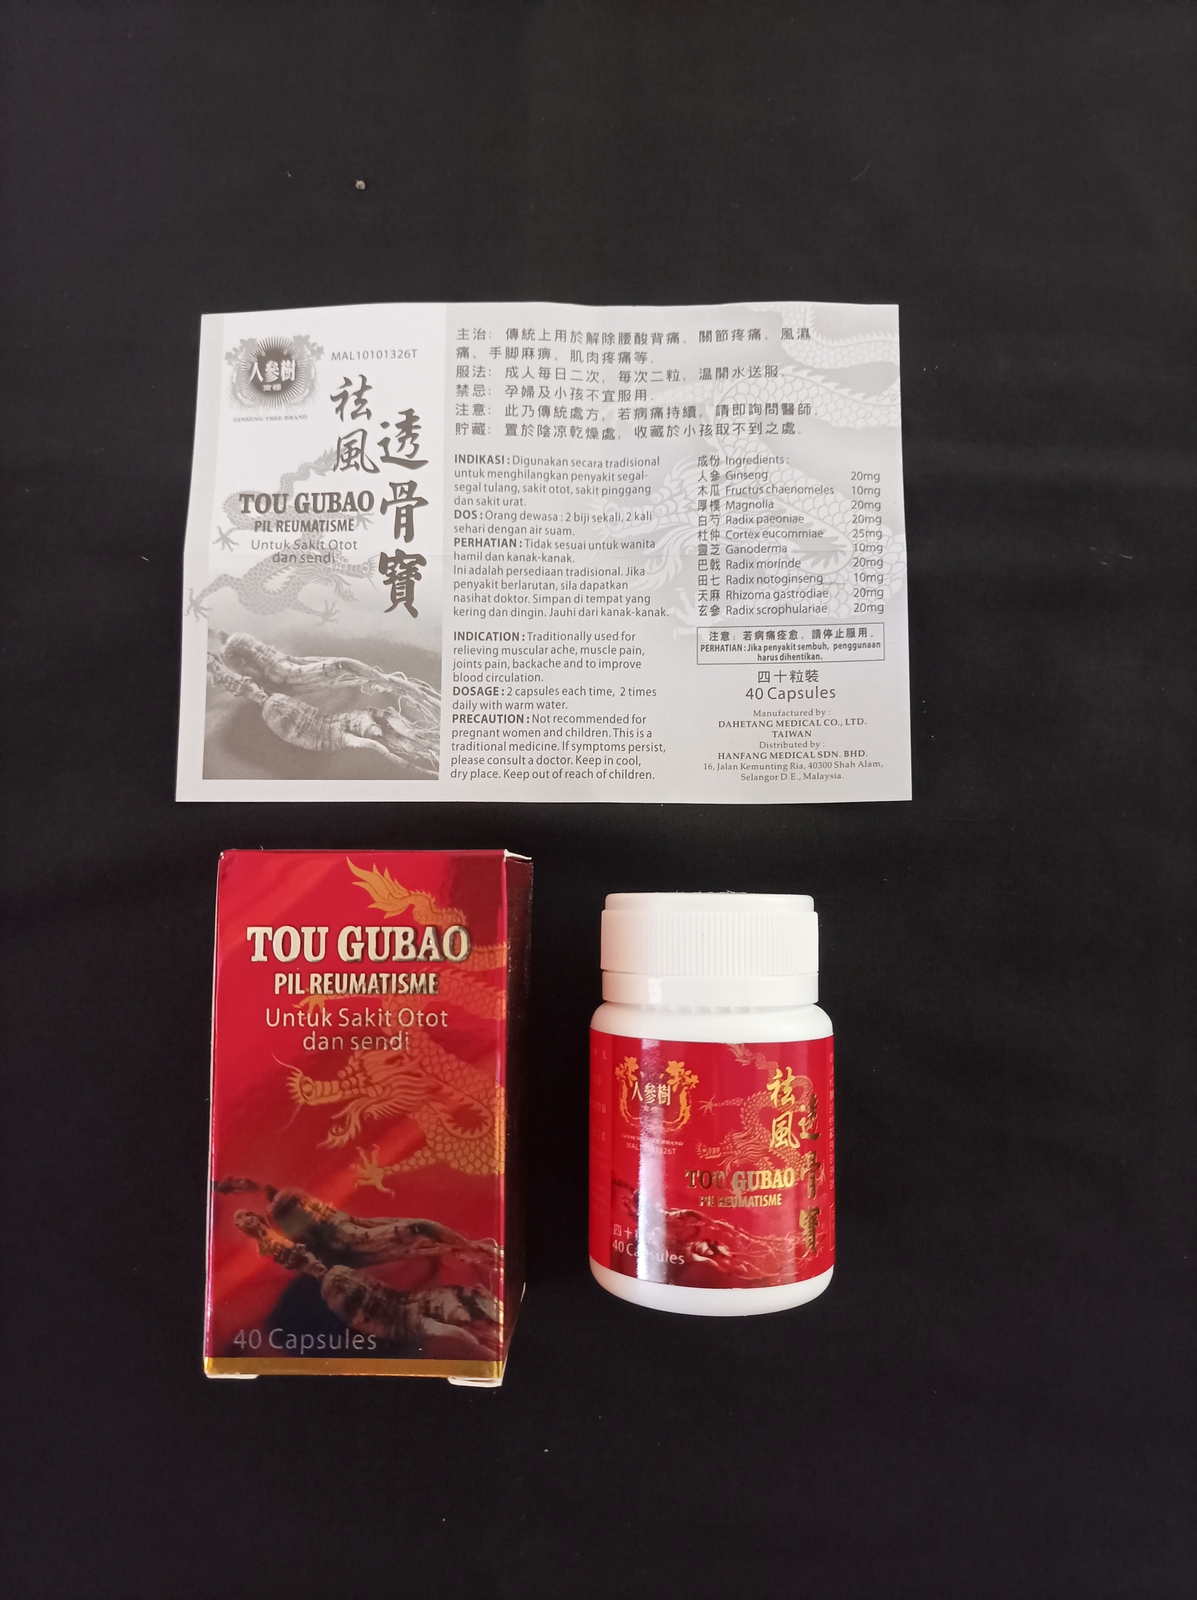 人參樹
寶標
GINSENG TREE BRAND
MAL10101326T
祛風
透骨寶
TOU GUBAO
PIL REUMATISME
Untuk Sakit Otot
dan sendi
主治：傳統上用於解除腰酸背痛、關節疼痛、風濕
痛、手脚麻痹、肌肉疼痛等。
服法：成人每日二次，每次二粒，溫開水送服。
禁忌：孕婦及小孩不宜服用。
注意：此乃傳統處方，若病痛持續，請即詢問醫師。
貯藏：置於陰凉乾燥處，收藏於小孩取不到之處。
INDIKASI : Digunakan secara tradisional
untuk menghilangkan penyakit segal-
segal tulang, sakit otot, sakit pinggang
dan sakit urat.
DOS : Orang dewasa : 2 biji sekali, 2 kali
sehari dengan air suam.
PERHATIAN : Tidak sesuai untuk wanita
hamil dan kanak-kanak.
Ini adalah persediaan tradisional. Jika
penyakit berlarutan, sila dapatkan
nasihat doktor. Simpan di tempat yang
kering dan dingin. Jauhi dari kanak-kanak.
INDICATION : Traditionally used for
relieving muscular ache, muscle pain,
joints pain, backache and to improve
blood circulation.
DOSAGE : 2 capsules each time, 2 times
daily with warm water.
PRECAUTION : Not recommended for
pregnant women and children. This is a
traditional medicine. If symptoms persist,
please consult a doctor. Keep in cool,
dry place. Keep out of reach of children.
成份 Ingredients :
人參 Ginseng 20mg
木瓜 Fructus chaenomeles 10mg
厚樸 Magnolia 20mg
白芍 Radix paeoniae 20mg
杜仲 Cortex eucommiae 25mg
靈芝 Ganoderma 10mg
巴戟 Radix morinde 20mg
田七 Radix notoginseng 10mg
天麻 Rhizoma gastrodiae 20mg
玄參 Radix scrophulariae 20mg
注意：若病痛痊愈，請停止服用。
PERHATIAN : Jika penyakit sembuh, penggunaan
harus dihentikan.
四十粒裝
40 Capsules
Manufactured by :
DAHETANG MEDICAL CO., LTD.
TAIWAN
Distributed by :
HANFANG MEDICAL SDN. BHD.
16, Jalan Kemunting Ria, 40300 Shah Alam,
Selangor D.E., Malaysia.
TOU GUBAO
PIL REUMATISME
Untuk Sakit Otot
dan sendi
40 Capsules
人參樹
GINSENG TREE BRAND
MAL10101326T
祛風
透骨寶
TOU GUBAO
PIL REUMATISME
四十
40 Capsules